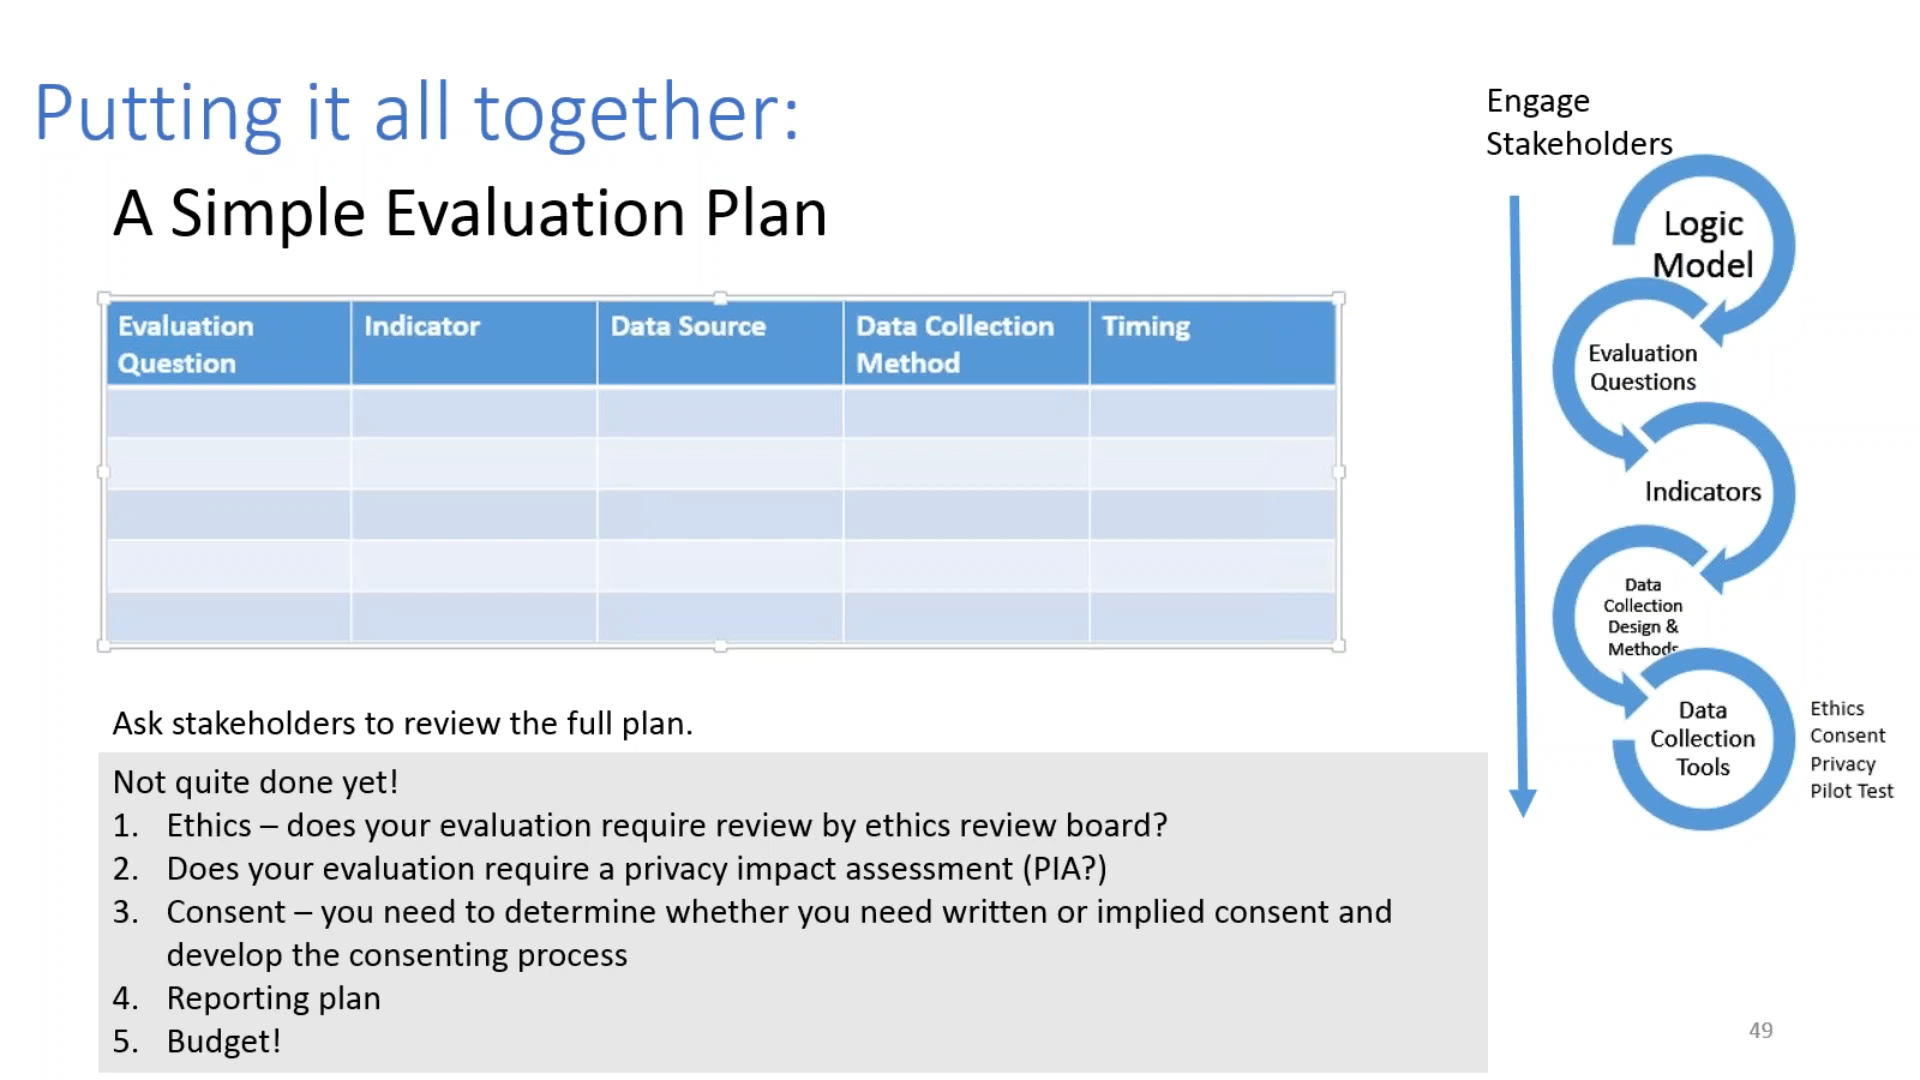 Putting it all together:
A Simple Evaluation Plan
Evaluation
Question
Indicator
Data Source
Data Collection
Method
Timing
Ask stakeholders to review the full plan.
Not quite done yet!
1. Ethics – does your evaluation require review by ethics review board?
2. Does your evaluation require a privacy impact assessment (PIA?)
3. Consent – you need to determine whether you need written or implied consent and
develop the consenting process
4. Reporting plan
5. Budget!
Engage
Stakeholders
Logic
Model
Evaluation
Questions
Indicators
Data
Collection
Design &
Methods
Data
Collection
Tools
Ethics
Consent
Privacy
Pilot Test
49